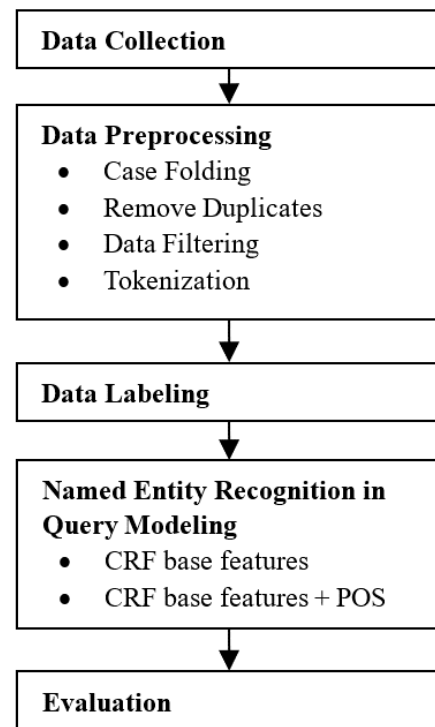 Data Collection
Data Preprocessing
• Case Folding
• Remove Duplicates
• Data Filtering
• Tokenization
Data Labeling
Named Entity Recognition in
Query Modeling
• CRF base features
• CRF base features + POS
Evaluation